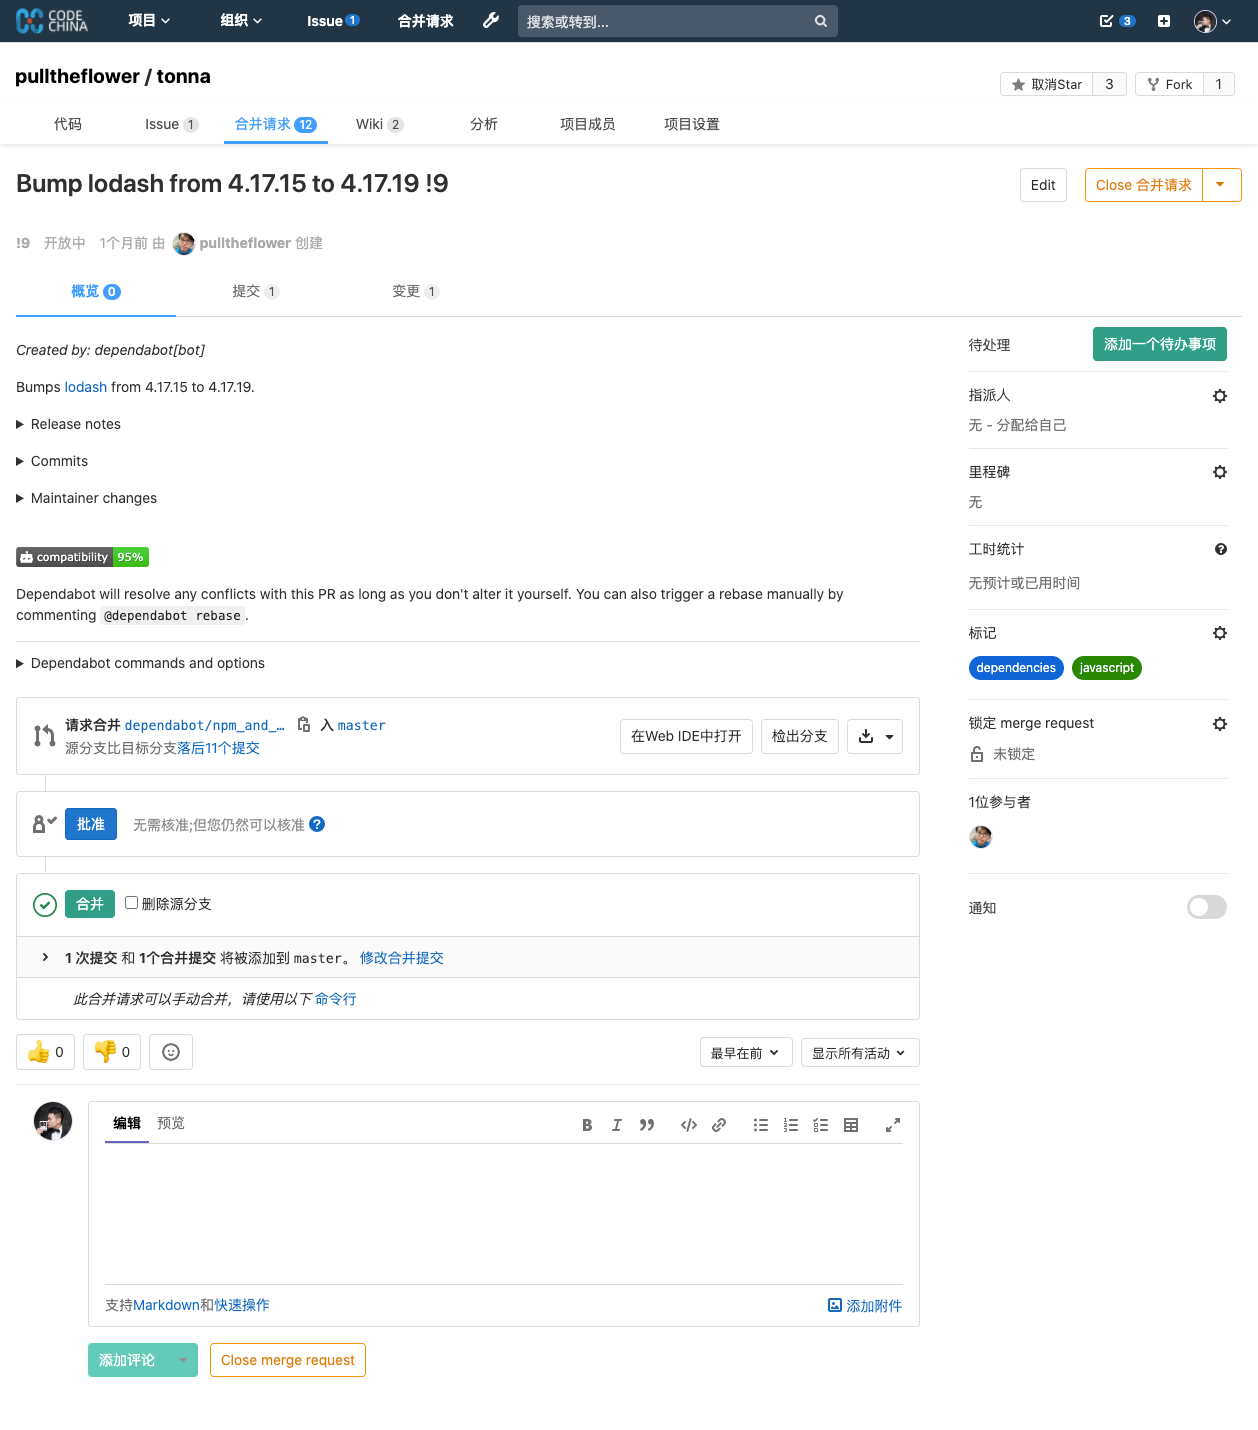 CODE CHINA 项目 组织 Issue 1 合并请求 搜索或转到... 3
pulltheflower / tonna
取消Star 3 Fork 1
代码 Issue 1 合并请求 12 Wiki 2 分析 项目成员 项目设置
Bump lodash from 4.17.15 to 4.17.19 !9
Edit Close 合并请求
!9 开放中 1个月前 由 pulltheflower 创建
概览 0 提交 1 变更 1
Created by: dependabot[bot]
Bumps lodash from 4.17.15 to 4.17.19.
Release notes
Commits
Maintainer changes
compatibility 95%
Dependabot will resolve any conflicts with this PR as long as you don't alter it yourself. You can also trigger a rebase manually by
commenting @dependabot rebase.
Dependabot commands and options
请求合并 dependabot/npm_and_… 入 master
源分支比目标分支落后11个提交
在Web IDE中打开 检出分支
批准 无需核准;但您仍然可以核准 ?
合并 删除源分支
1 次提交 和 1个合并提交 将被添加到 master。 修改合并提交
此合并请求可以手动合并，请使用以下 命令行
0 0
最早在前 显示所有活动
编辑 预览
支持Markdown和快速操作
添加附件
添加评论 Close merge request
待处理 添加一个待办事项
指派人
无 - 分配给自己
里程碑
无
工时统计 ?
无预计或已用时间
标记
dependencies javascript
锁定 merge request
未锁定
1位参与者
通知